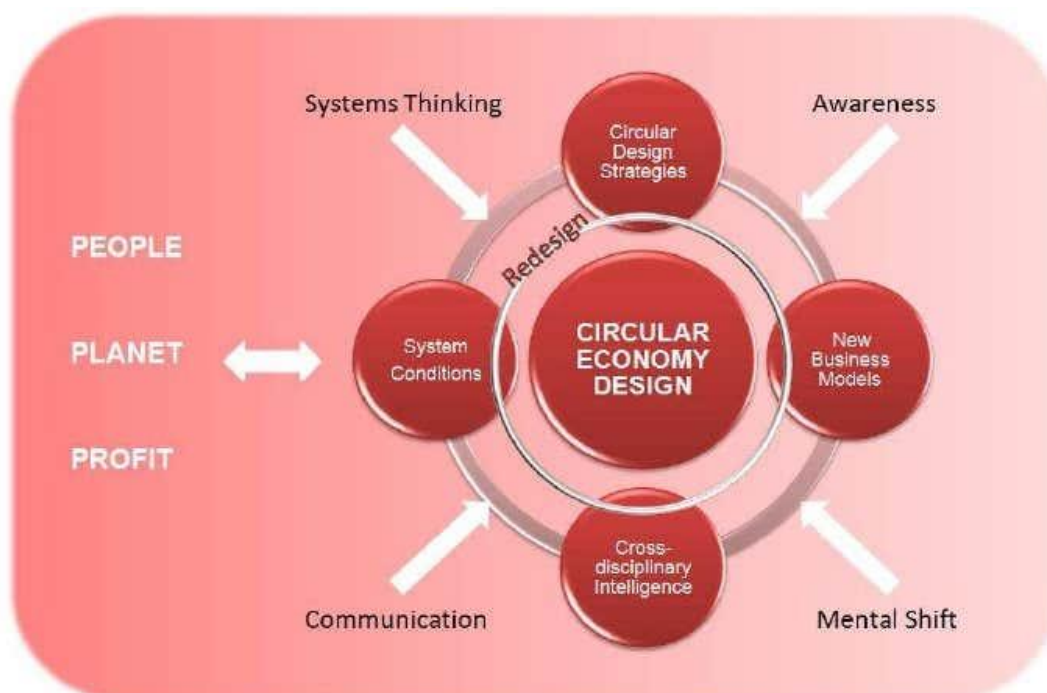 Systems Thinking
Awareness
Circular
Design
Strategies
Redesign
PEOPLE
PLANET
PROFIT
System
Conditions
CIRCULAR
ECONOMY
DESIGN
New
Business
Models
Cross-
disciplinary
Intelligence
Communication
Mental Shift